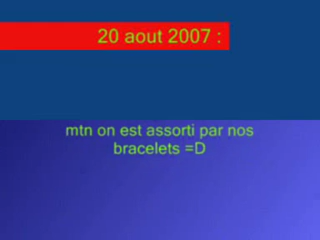 20 aout 2007 :
mtn on est assorti par nos
bracelets =D